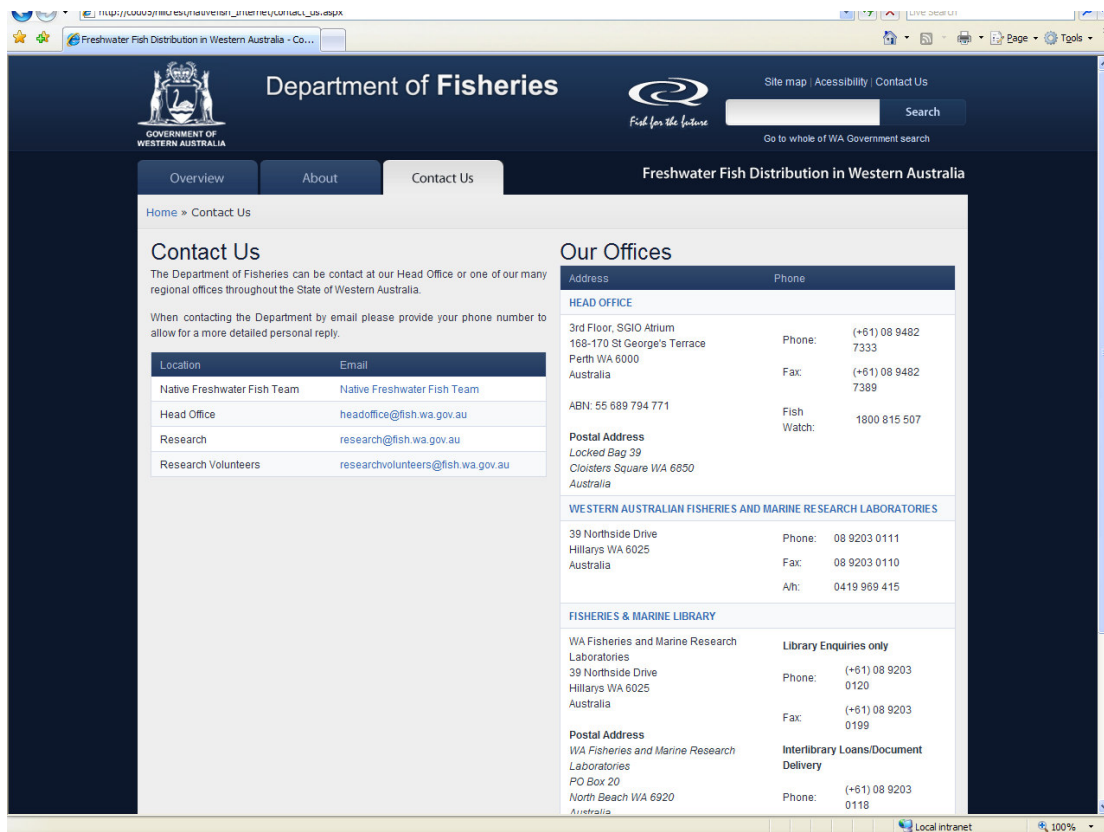 http://cod05/hillcrest/nativefish_internet/contact_us.aspx
Live Search
Freshwater Fish Distribution in Western Australia - Co...
Page
Tools
GOVERNMENT OF
WESTERN AUSTRALIA
Department of Fisheries
Fish for the future
Site map | Acessibility | Contact Us
Search
Go to whole of WA Government search
Overview
About
Contact Us
Freshwater Fish Distribution in Western Australia
Home » Contact Us
Contact Us
The Department of Fisheries can be contact at our Head Office or one of our many
regional offices throughout the State of Western Australia.
When contacting the Department by email please provide your phone number to
allow for a more detailed personal reply.
Location Email
Native Freshwater Fish Team Native Freshwater Fish Team
Head Office headoffice@fish.wa.gov.au
Research research@fish.wa.gov.au
Research Volunteers researchvolunteers@fish.wa.gov.au
Our Offices
Address Phone
HEAD OFFICE
3rd Floor, SGIO Atrium
168-170 St George's Terrace
Perth WA 6000
Australia
ABN: 55 689 794 771
Postal Address
Locked Bag 39
Cloisters Square WA 6850
Australia
Phone: (+61) 08 9482
7333
Fax: (+61) 08 9482
7389
Fish
Watch: 1800 815 507
WESTERN AUSTRALIAN FISHERIES AND MARINE RESEARCH LABORATORIES
39 Northside Drive
Hillarys WA 6025
Australia
Phone: 08 9203 0111
Fax: 08 9203 0110
A/h: 0419 969 415
FISHERIES & MARINE LIBRARY
WA Fisheries and Marine Research
Laboratories
39 Northside Drive
Hillarys WA 6025
Australia
Postal Address
WA Fisheries and Marine Research
Laboratories
PO Box 20
North Beach WA 6920
Australia
Library Enquiries only
Phone: (+61) 08 9203
0120
Fax: (+61) 08 9203
0199
Interlibrary Loans/Document
Delivery
Phone: (+61) 08 9203
0118
Local intranet
100%